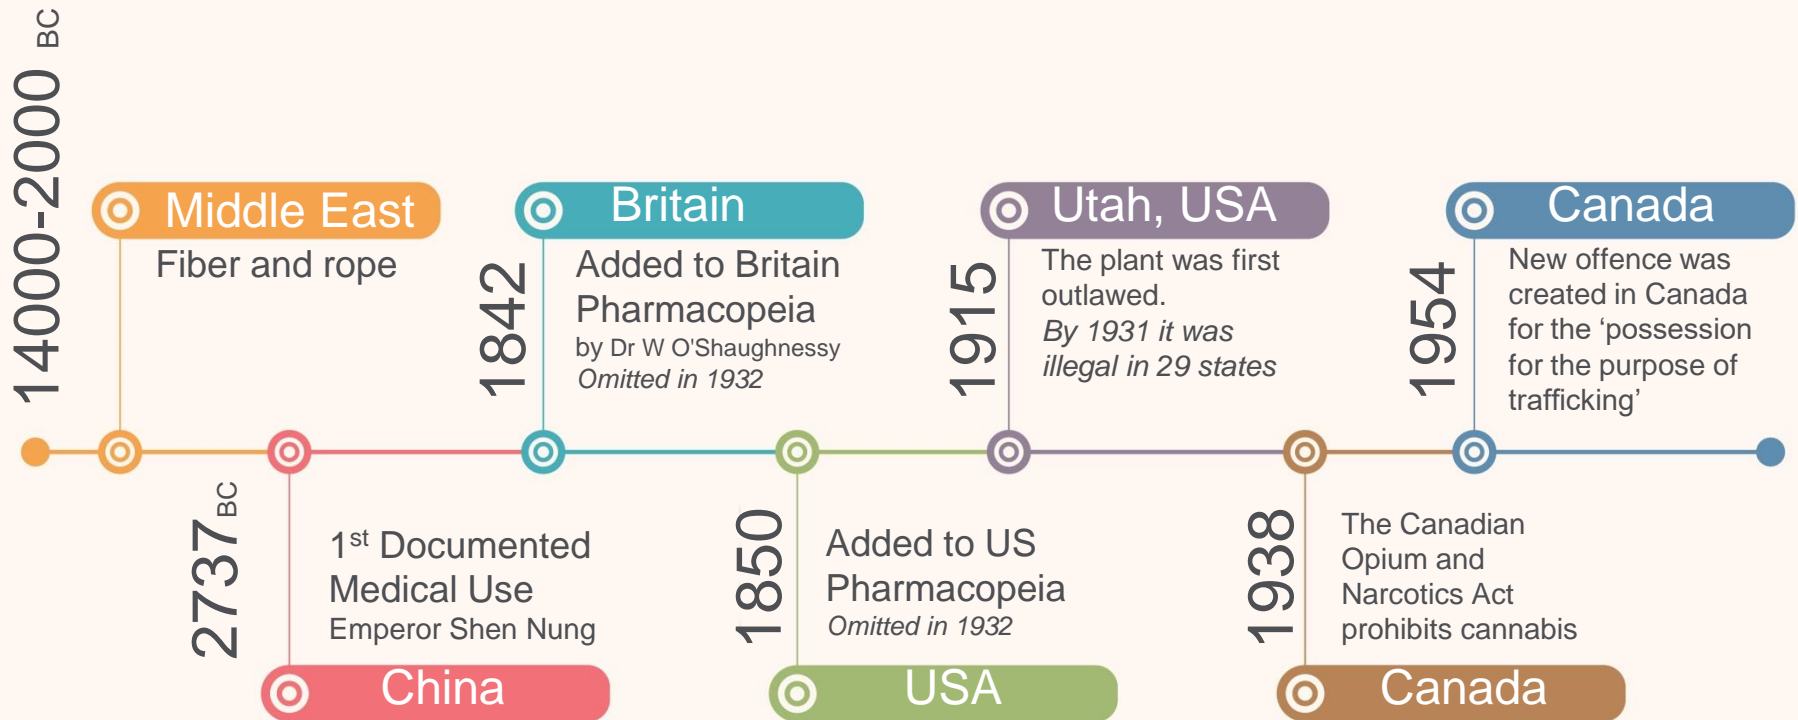 14000-2000 BC
Middle East
Fiber and rope
2737 BC
1st Documented
Medical Use
Emperor Shen Nung
China
1842
Britain
Added to Britain
Pharmacopeia
by Dr W O'Shaughnessy
Omitted in 1932
1850
Added to US
Pharmacopeia
Omitted in 1932
USA
1915
Utah, USA
The plant was first
outlawed.
By 1931 it was
illegal in 29 states
1938
The Canadian
Opium and
Narcotics Act
prohibits cannabis
Canada
1954
Canada
New offence was
created in Canada
for the ‘possession
for the purpose of
trafficking’